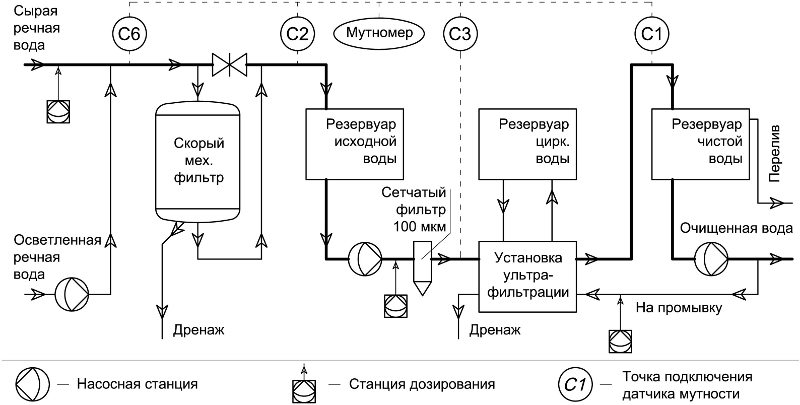 Сырая
речная
вода
С6
С2
Мутномер
С3
С1
Скорый
мех.
фильтр
Резервуар
исходной
воды
Резервуар
цирк.
воды
Резервуар
чистой
воды
Перелив
Сетчатый
фильтр
100 мкм
Осветленная
речная
вода
Установка
ультра-
фильтрации
Очищенная вода
На промывку
Дренаж
Дренаж
— Насосная станция
— Станция дозирования
С1
— Точка подключения
датчика мутности